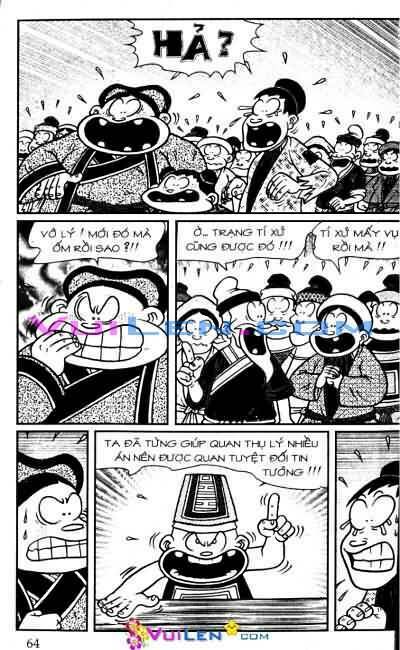 HẢ?
VÔ LÝ! MỚI ĐÓ MÀ
ỐM RỒI SAO?!!
Ờ... TRẠNG TÍ XỬ
CŨNG ĐƯỢC ĐÓ!!!
TÍ XỬ MẤY VỤ
RỒI MÀ!!
VUILEN.COM
TA ĐÃ TỪNG GIÚP QUAN THỤ LÝ NHIỀU
ÁN NÊN ĐƯỢC QUAN TUYỆT ĐỐI TIN
TƯỞNG!!!
64
VUILEN.COM